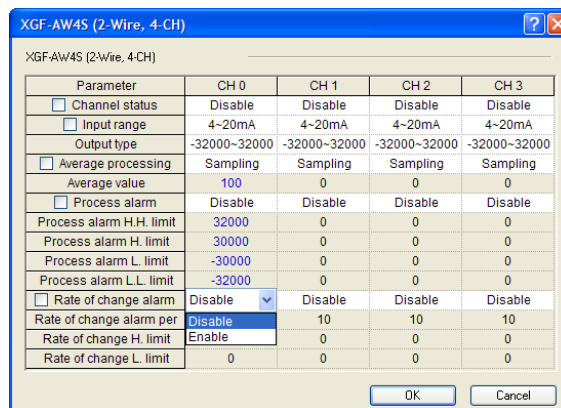 XGF-AW4S (2-Wire, 4-CH)
XGF-AW4S (2-Wire, 4-CH)
Parameter CH 0 CH 1 CH 2 CH 3
Channel status Disable Disable Disable Disable
Input range 4~20mA 4~20mA 4~20mA 4~20mA
Output type -32000~32000 -32000~32000 -32000~32000 -32000~32000
Average processing Sampling Sampling Sampling Sampling
Average value 100 0 0 0
Process alarm Disable Disable Disable Disable
Process alarm H.H. limit 32000 0 0 0
Process alarm H. limit 30000 0 0 0
Process alarm L. limit -30000 0 0 0
Process alarm L.L. limit -32000 0 0 0
Rate of change alarm Disable Disable Disable Disable
Rate of change alarm per Disable 10 10 10
Rate of change H. limit Enable 0 0 0
Rate of change L. limit 0 0 0 0
OK Cancel